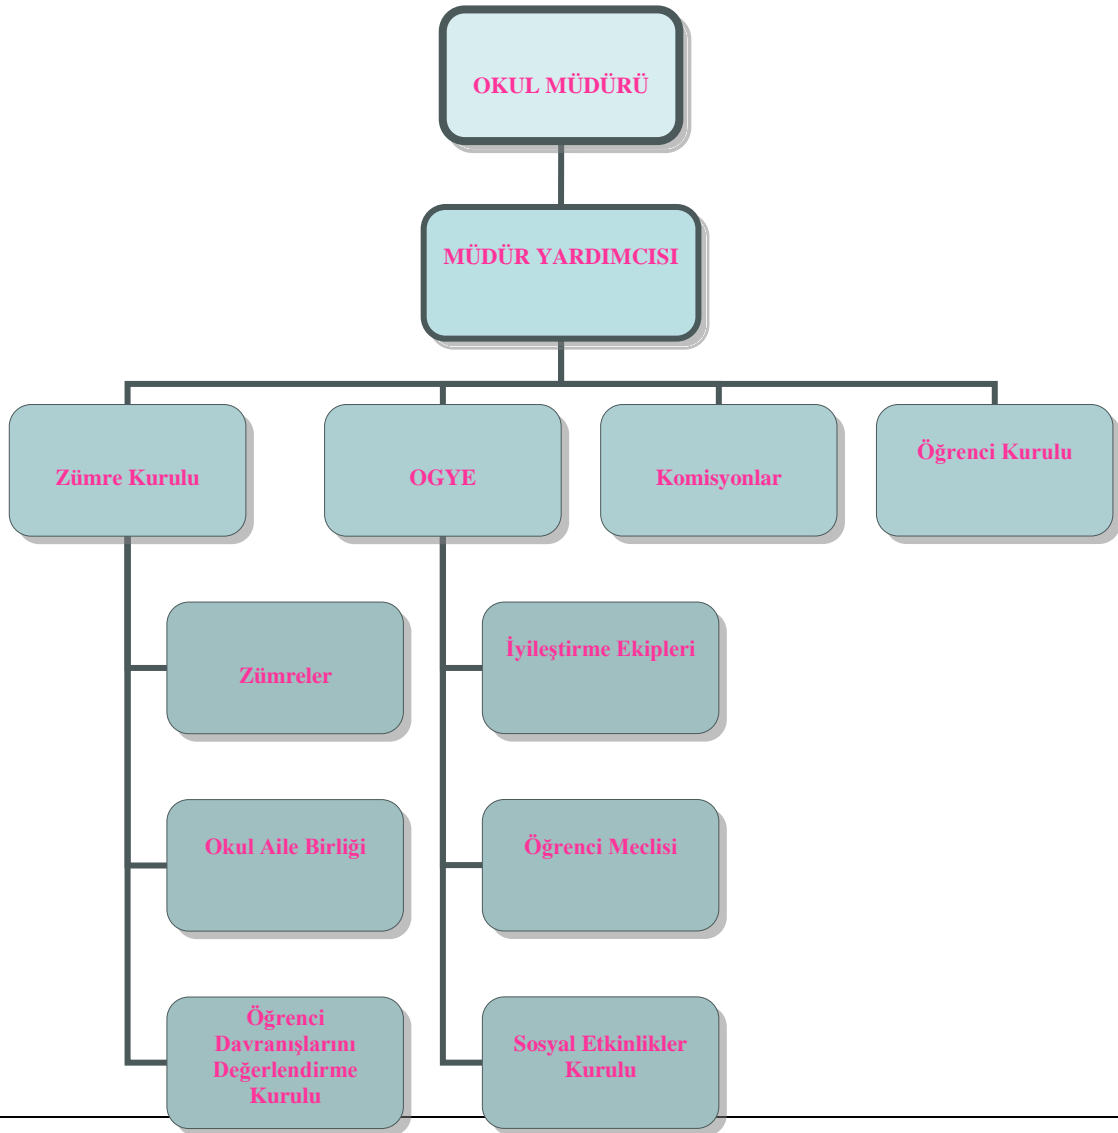 OKUL MÜDÜRÜ
MÜDÜR YARDIMCISI
Zümre Kurulu
OGYE
Komisyonlar
Öğrenci Kurulu
Zümreler
İyileştirme Ekipleri
Okul Aile Birliği
Öğrenci Meclisi
Öğrenci
Davranışlarını
Değerlendirme
Kurulu
Sosyal Etkinlikler
Kurulu